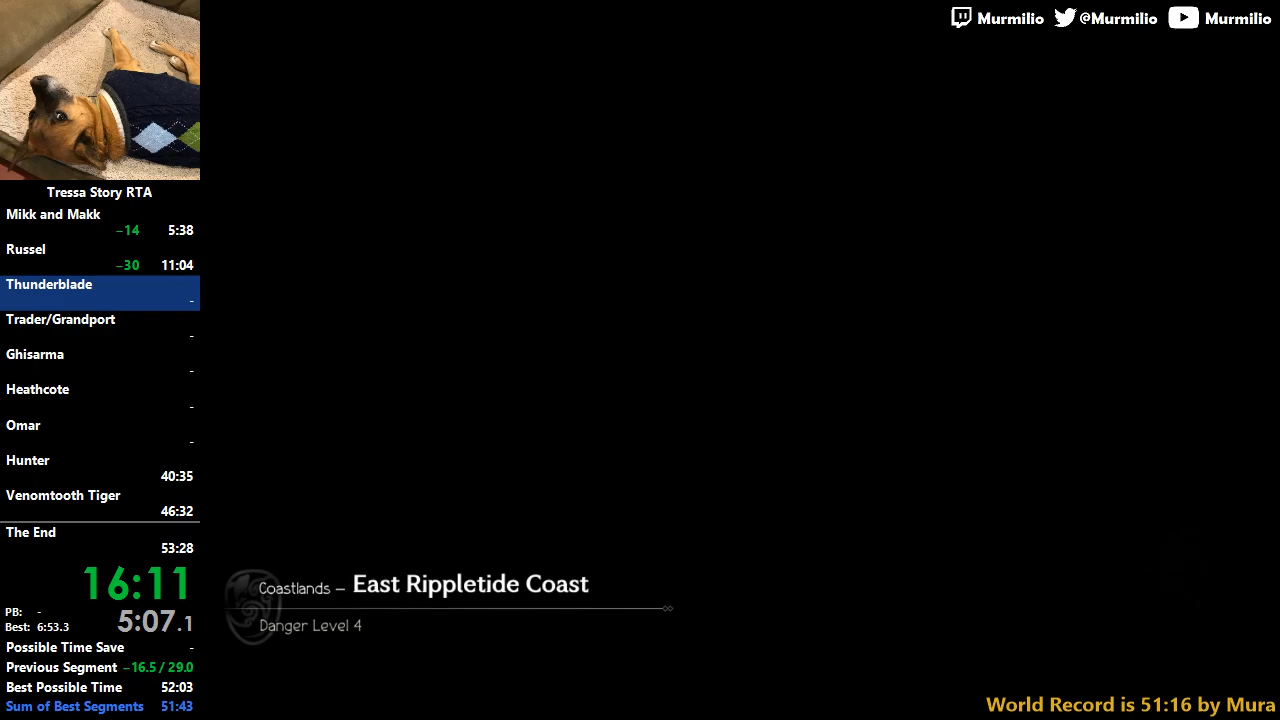 Murmilio @Murmilio Murmilio
Tressa Story RTA
Mikk and Makk
−14 5:38
Russel
−30 11:04
Thunderblade
-
Trader/Grandport
-
Ghisarma
-
Heathcote
-
Omar
-
Hunter
40:35
Venomtooth Tiger
46:32
The End
53:28
16:11
PB: -
Best: 6:53.3
5:07.1
Possible Time Save -
Previous Segment −16.5 / 29.0
Best Possible Time 52:03
Sum of Best Segments 51:43
Coastlands – East Rippletide Coast
Danger Level 4
World Record is 51:16 by Mura